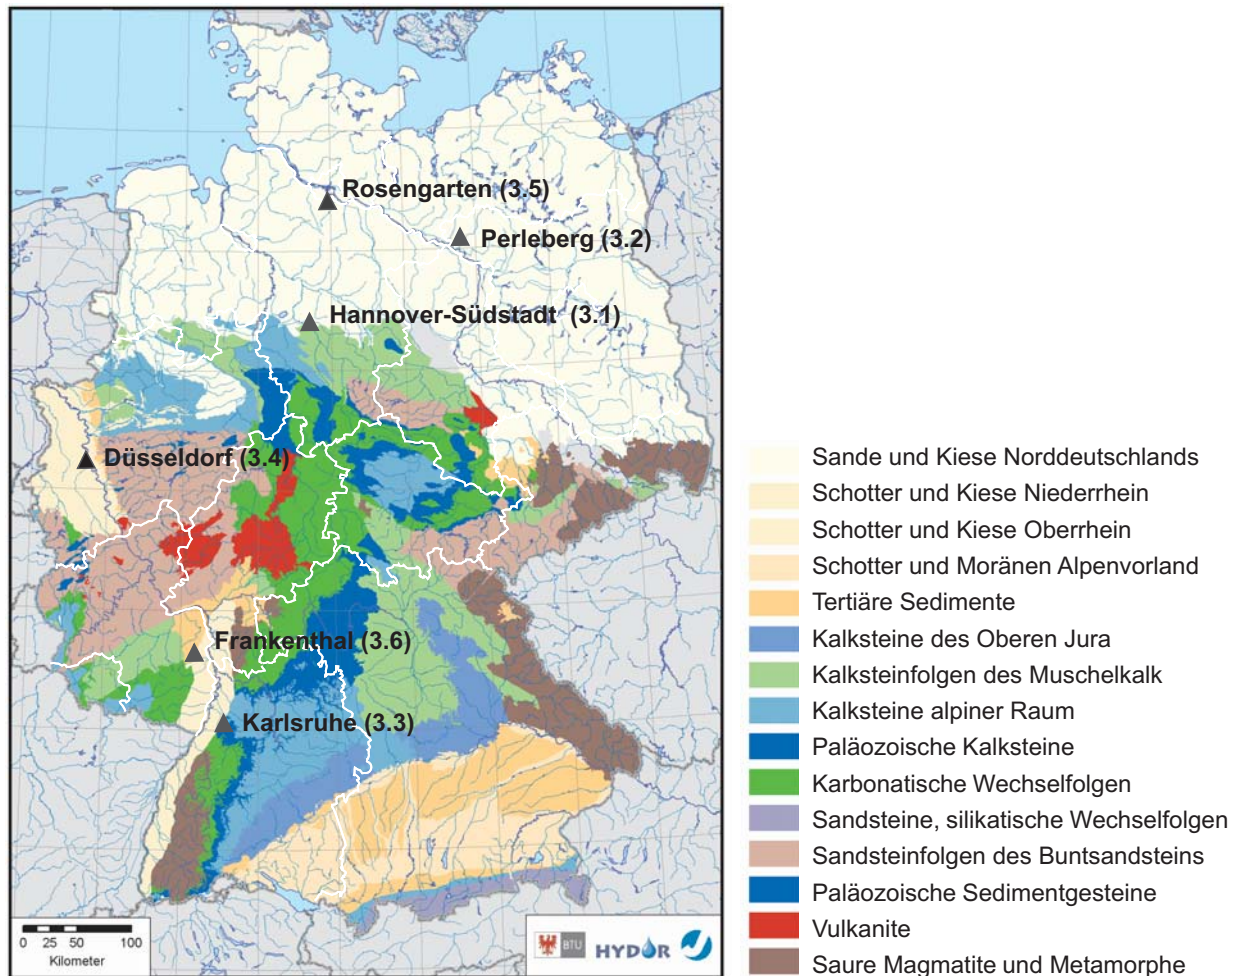 Rosengarten (3.5)
Perleberg (3.2)
Hannover-Südstadt (3.1)
Düsseldorf (3.4)
Frankenthal (3.6)
Karlsruhe (3.3)
0 25 50 100
Kilometer
BTU HYDOR
Sande und Kiese Norddeutschlands
Schotter und Kiese Niederrhein
Schotter und Kiese Oberrhein
Schotter und Moränen Alpenvorland
Tertiäre Sedimente
Kalksteine des Oberen Jura
Kalksteinfolgen des Muschelkalk
Kalksteine alpiner Raum
Paläozoische Kalksteine
Karbonatische Wechselfolgen
Sandsteine, silikatische Wechselfolgen
Sandsteinfolgen des Buntsandsteins
Paläozoische Sedimentgesteine
Vulkanite
Saure Magmatite und Metamorphe